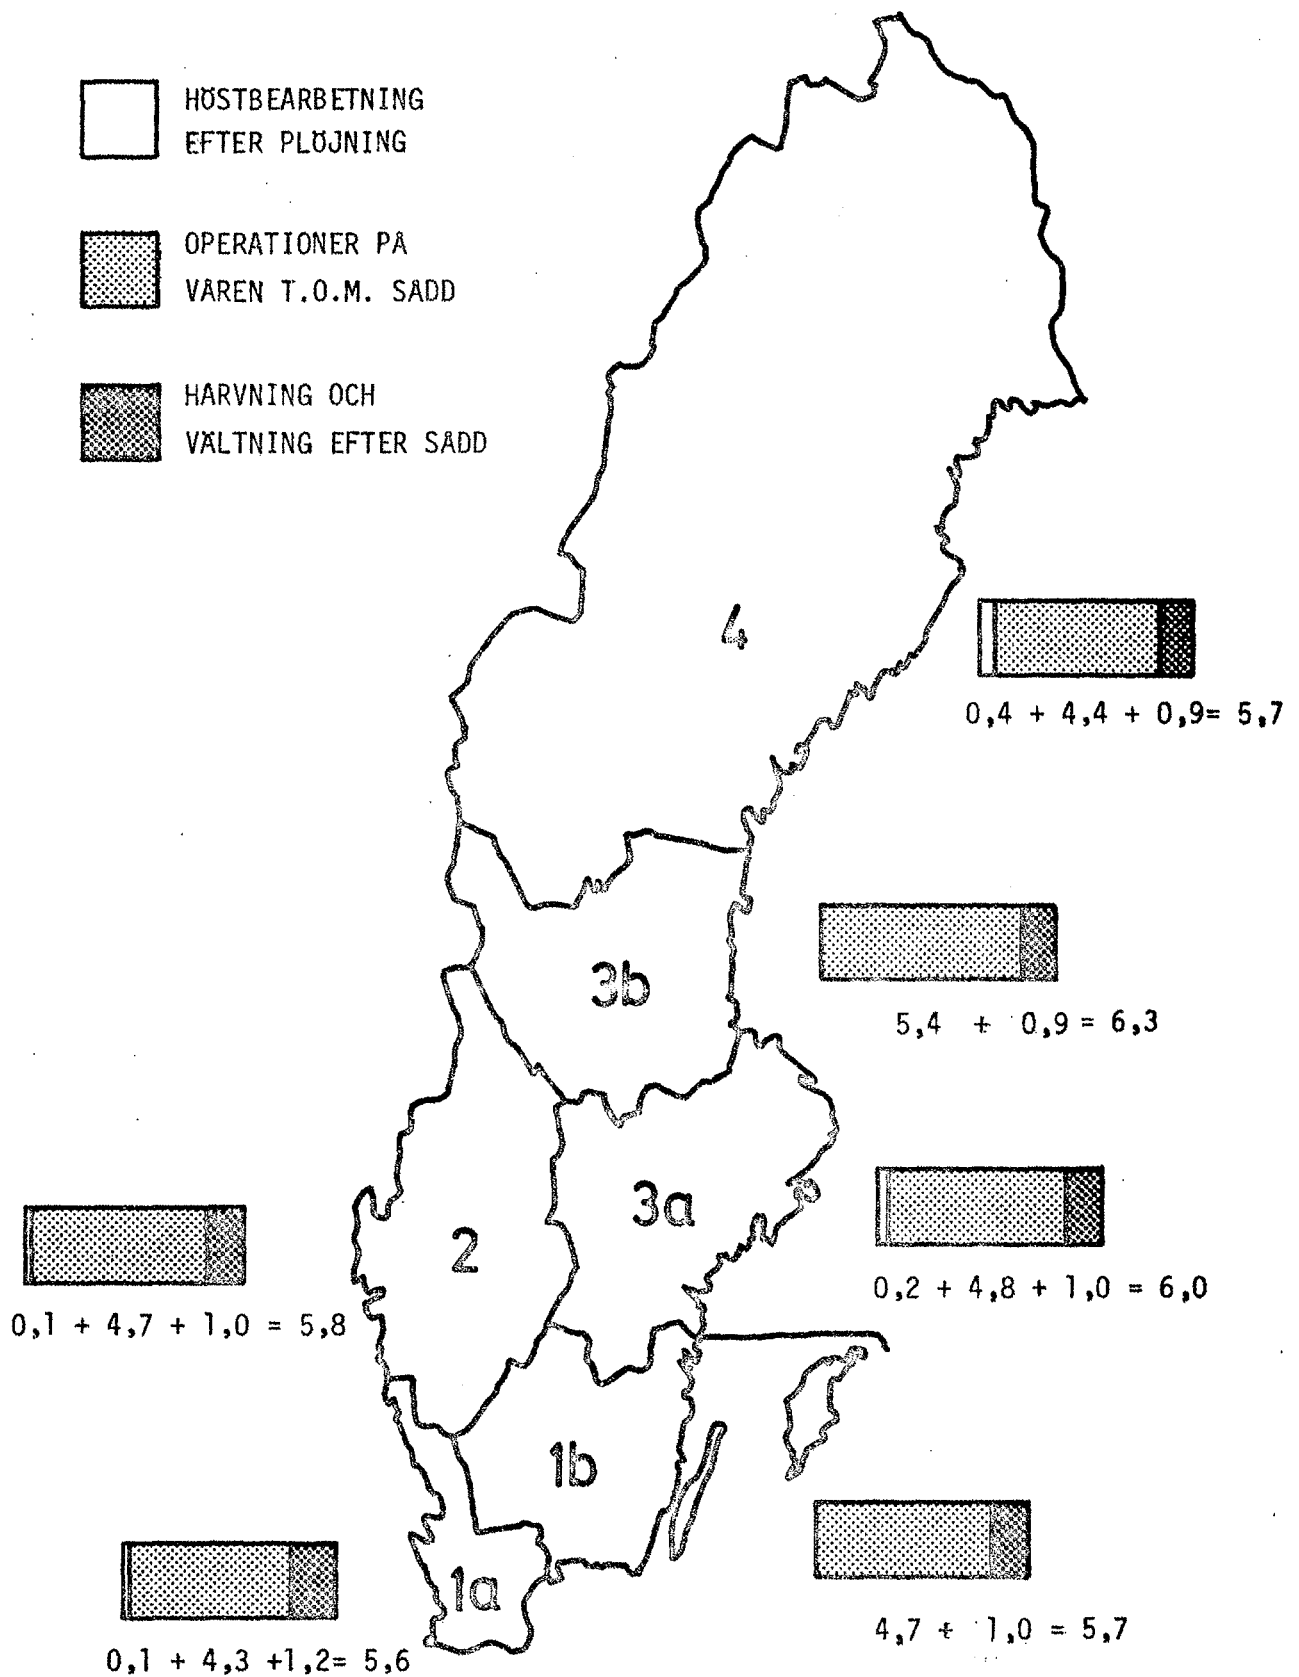 HÖSTBEARBETNING
EFTER PLÖJNING
OPERATIONER PÅ
VÅREN T.O.M. SÅDD
HARVNING OCH
VÄLTNING EFTER SÅDD
4
0,4 + 4,4 + 0,9= 5,7
3b
5,4 + 0,9 = 6,3
3a
0,2 + 4,8 + 1,0 = 6,0
2
0,1 + 4,7 + 1,0 = 5,8
1b
4,7 + 1,0 = 5,7
1a
0,1 + 4,3 +1,2= 5,6